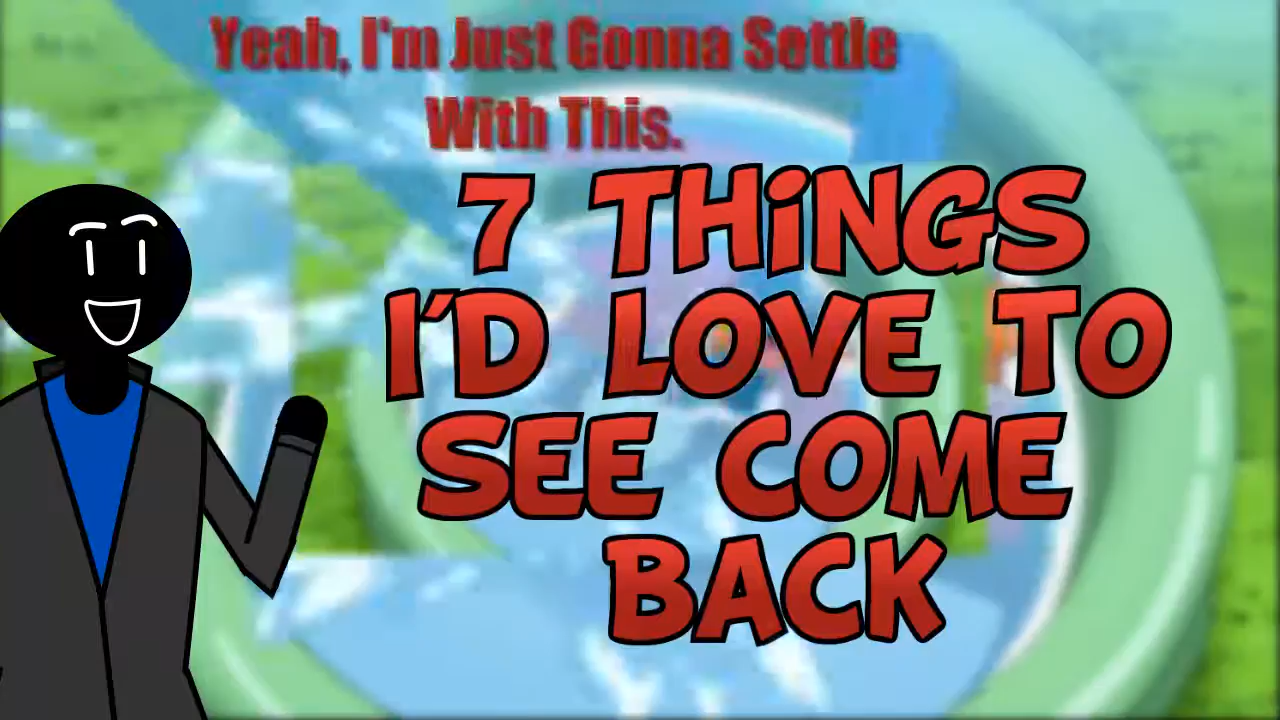 Yeah, I'm Just Gonna Settle
With This.
7 THiNGS
I'D LOVE TO
SEE COME
BACK